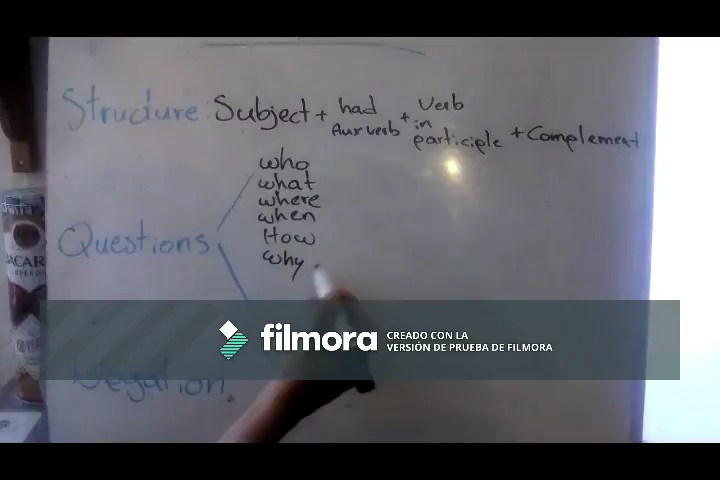 Structure: Subject + had Aux verb + Verb in participle + Complement
who
what
where
when
How
why
Questions
filmora CREADO CON LA
VERSIÓN DE PRUEBA DE FILMORA
Negation.
BACAR